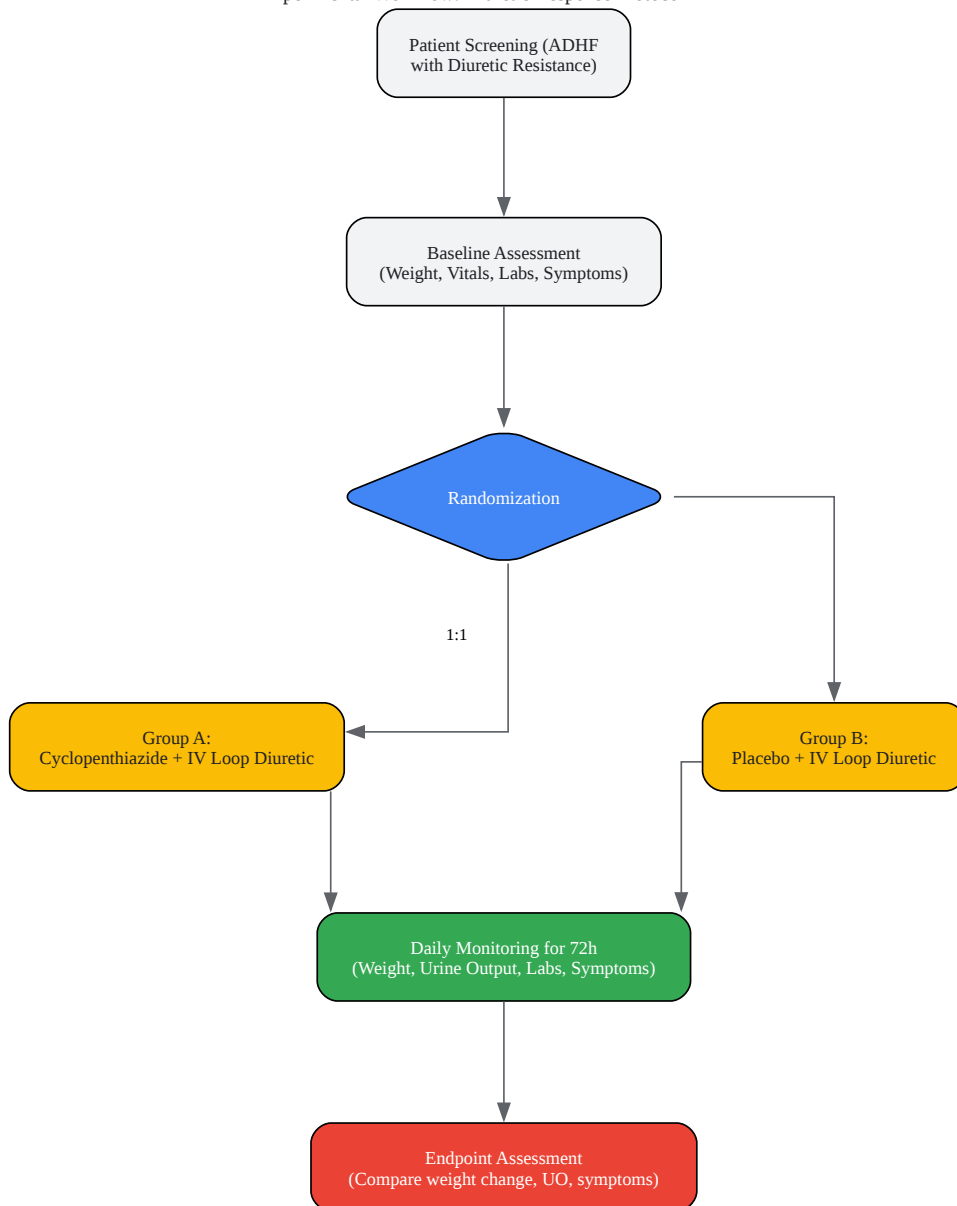 Patient Screening (ADHF
with Diuretic Resistance)
Baseline Assessment
(Weight, Vitals, Labs, Symptoms)
Randomization
1:1
Group A:
Cyclopenthiazide + IV Loop Diuretic
Group B:
Placebo + IV Loop Diuretic
Daily Monitoring for 72h
(Weight, Urine Output, Labs, Symptoms)
Endpoint Assessment
(Compare weight change, UO, symptoms)